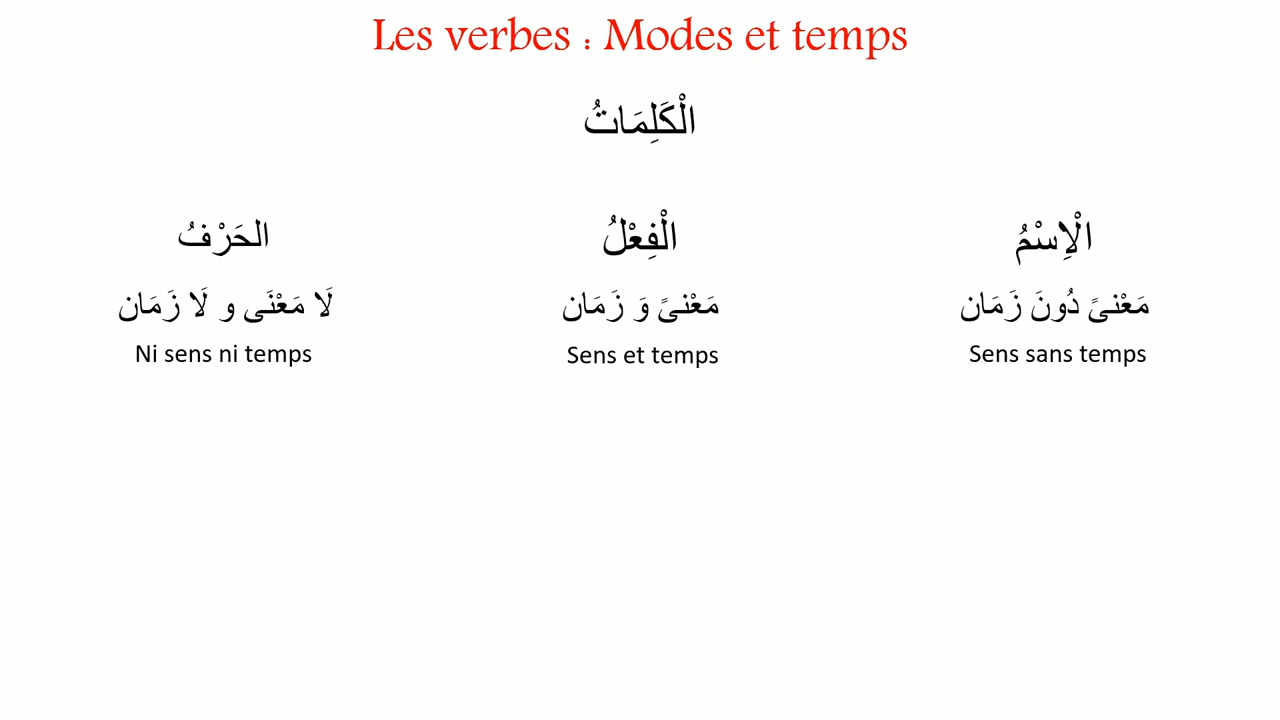 Les verbes : Modes et temps
الْكَلِمَاتُ
الْاِسْمُ
مَعْنىً دُونَ زَمَان
Sens sans temps
الْفِعْلُ
مَعْنىً وَ زَمَان
Sens et temps
الحَرْفُ
لَا مَعْنَى و لَا زَمَان
Ni sens ni temps